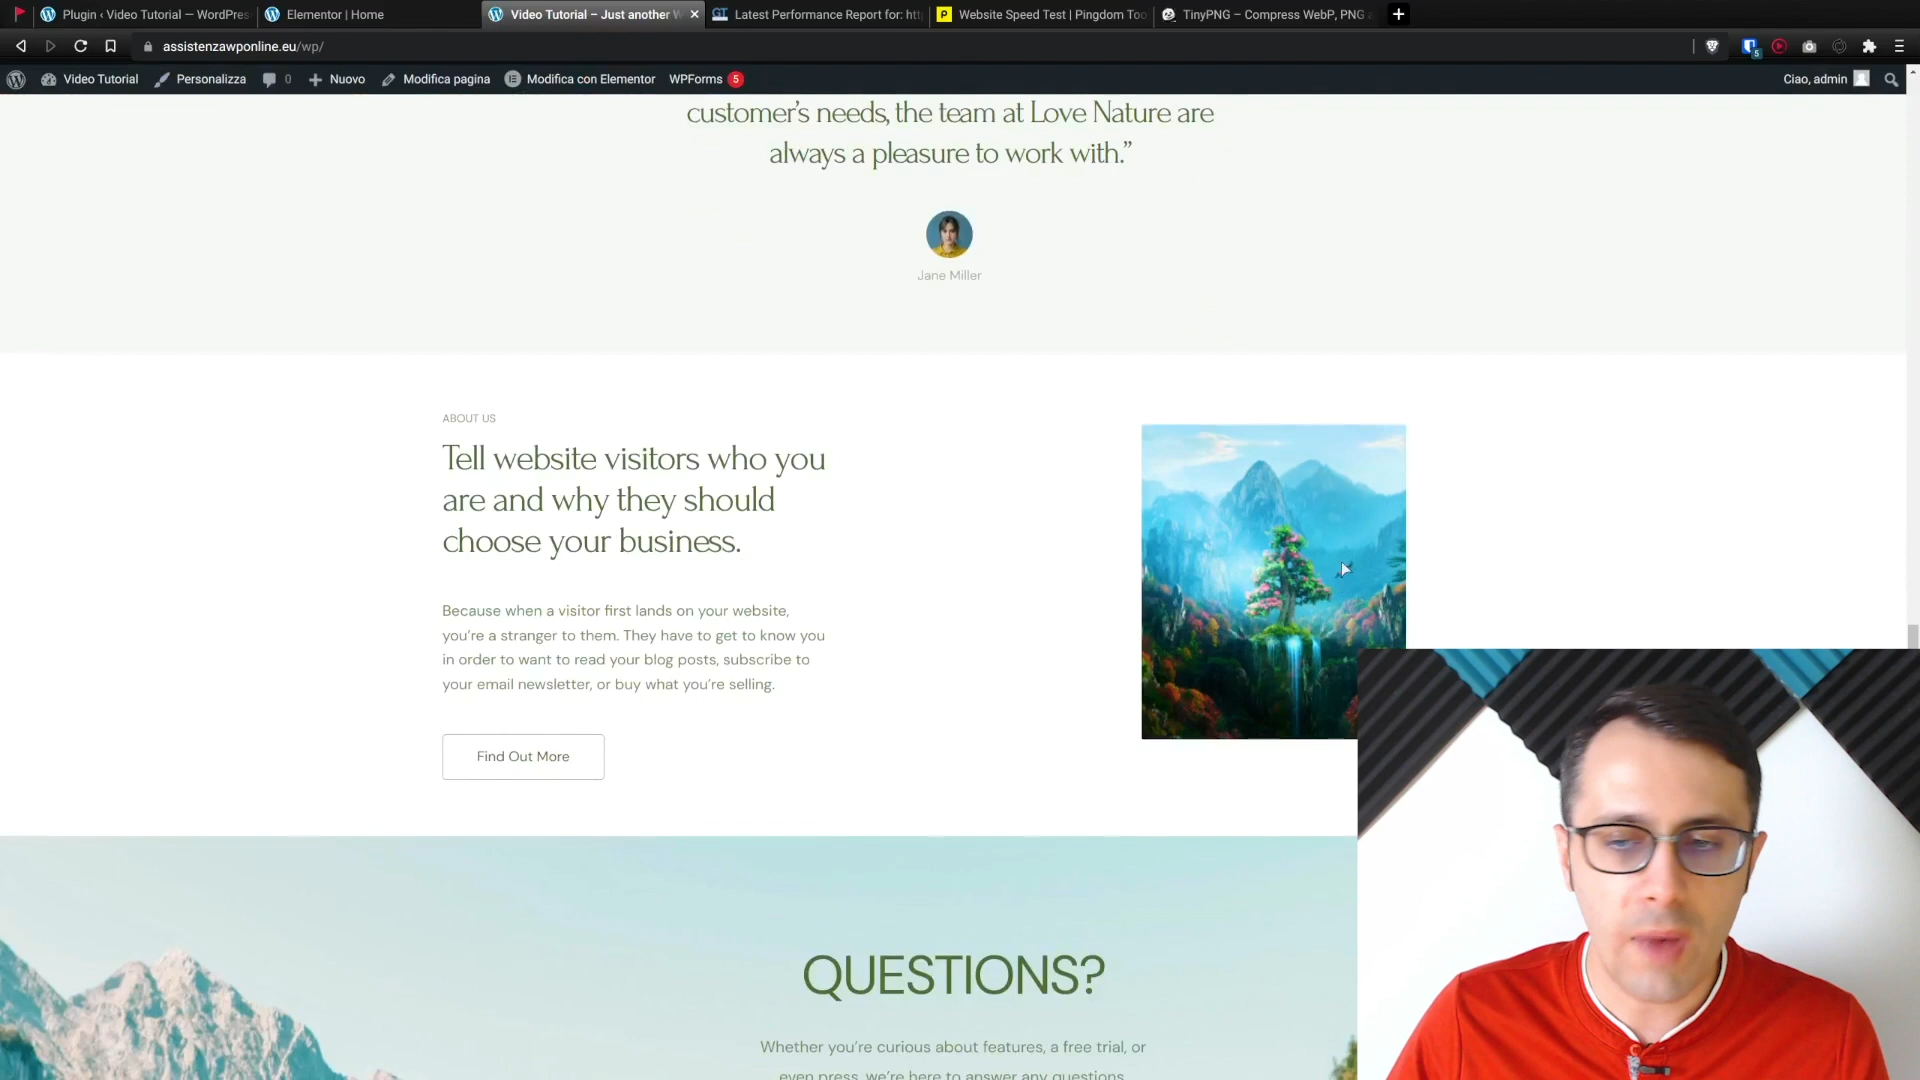 Plugin ‹ Video Tutorial — WordPres
Elementor | Home
Video Tutorial – Just another W
Latest Performance Report for: htt
Website Speed Test | Pingdom Too
TinyPNG – Compress WebP, PNG a
assistenzawponline.eu/wp/
5
Video Tutorial
Personalizza
0
Nuovo
Modifica pagina
Modifica con Elementor
WPForms 5
Ciao, admin
customer’s needs, the team at Love Nature are
always a pleasure to work with.”
Jane Miller
ABOUT US
Tell website visitors who you
are and why they should
choose your business.
Because when a visitor first lands on your website,
you’re a stranger to them. They have to get to know you
in order to want to read your blog posts, subscribe to
your email newsletter, or buy what you’re selling.
Find Out More
QUESTIONS?
Whether you’re curious about features, a free trial, or
even press, we’re here to answer any questions